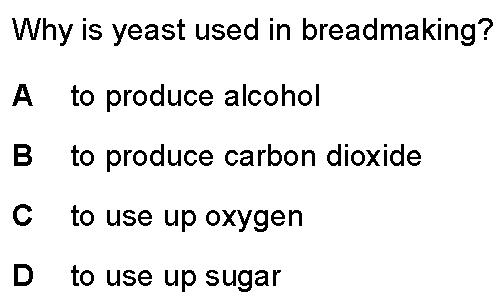 Why is yeast used in breadmaking?
A to produce alcohol
B to produce carbon dioxide
C to use up oxygen
D to use up sugar